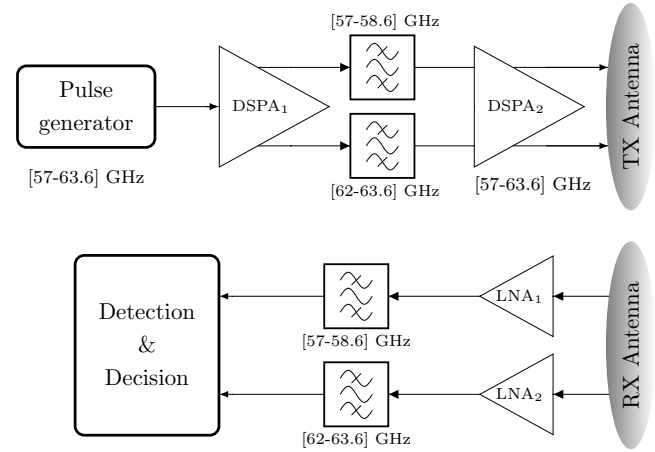 [57-58.6] GHz
Pulse
generator
DSPA₁
DSPA₂
TX Antenna
[57-63.6] GHz
[62-63.6] GHz
[57-63.6] GHz
Detection
&
Decision
LNA₁
[57-58.6] GHz
LNA₂
[62-63.6] GHz
RX Antenna